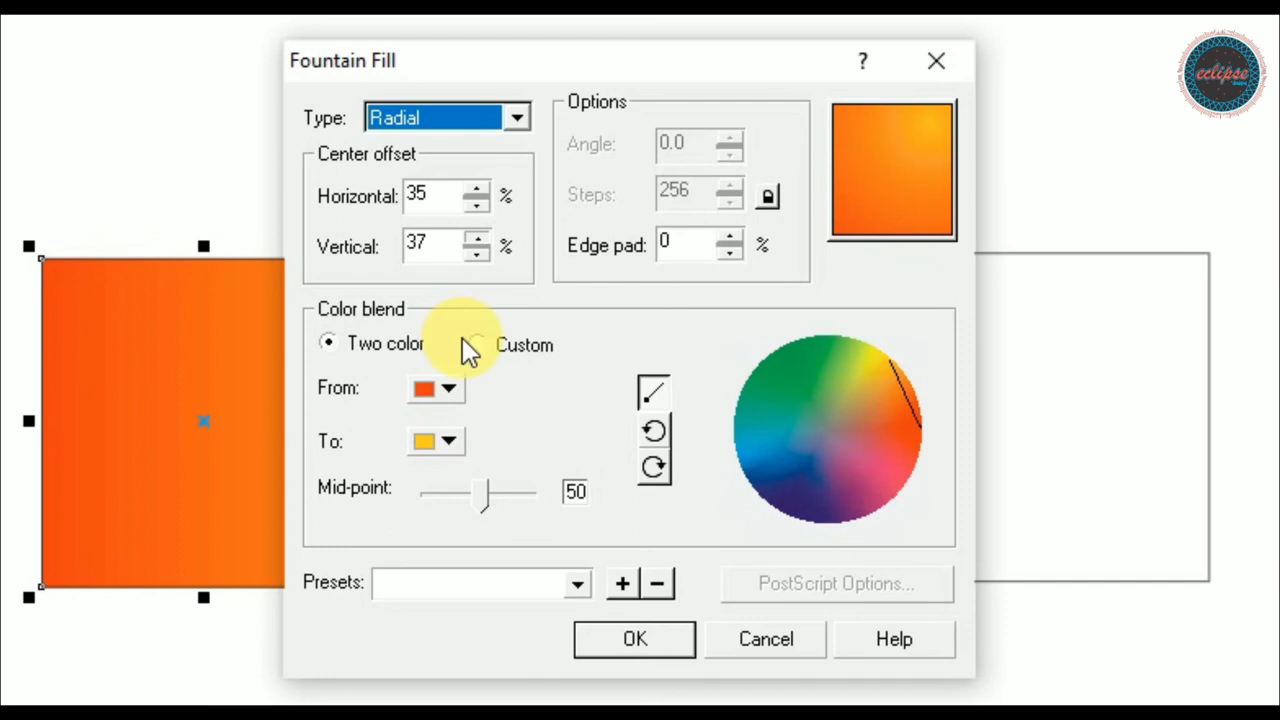 Fountain Fill
?
eclipse
Type: Radial
Center offset
Horizontal: 35 %
Vertical: 37 %
Options
Angle: 0.0
Steps: 256
Edge pad: 0 %
Color blend
Two color
Custom
From:
To:
Mid-point: 50
Presets:
+ −
PostScript Options...
OK
Cancel
Help